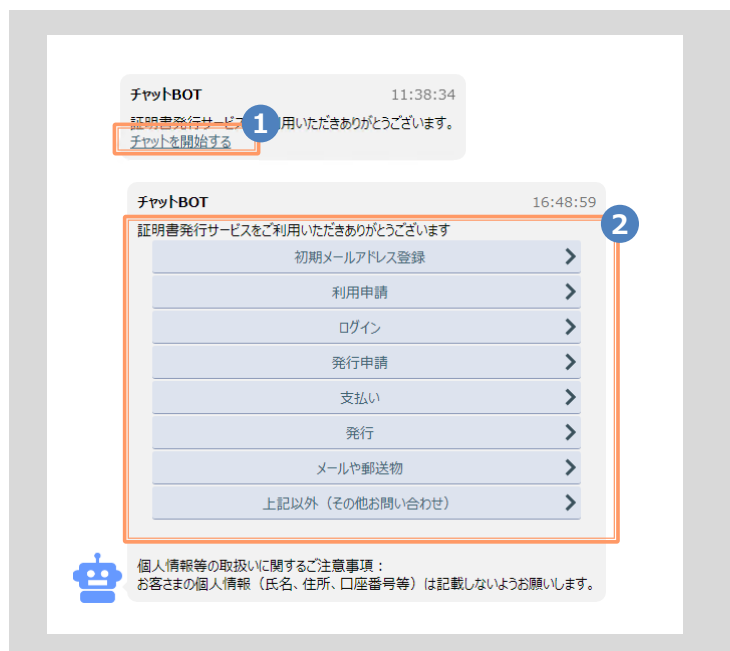 チャットBOT 11:38:34
証明書発行サービス 用いただきありがとうございます。
1
チャットを開始する
チャットBOT 16:48:59
2
証明書発行サービスをご利用いただきありがとうございます
初期メールアドレス登録
利用申請
ログイン
発行申請
支払い
発行
メールや郵送物
上記以外（その他お問い合わせ）
個人情報等の取扱いに関するご注意事項：
お客さまの個人情報（氏名、住所、口座番号等）は記載しないようお願いします。